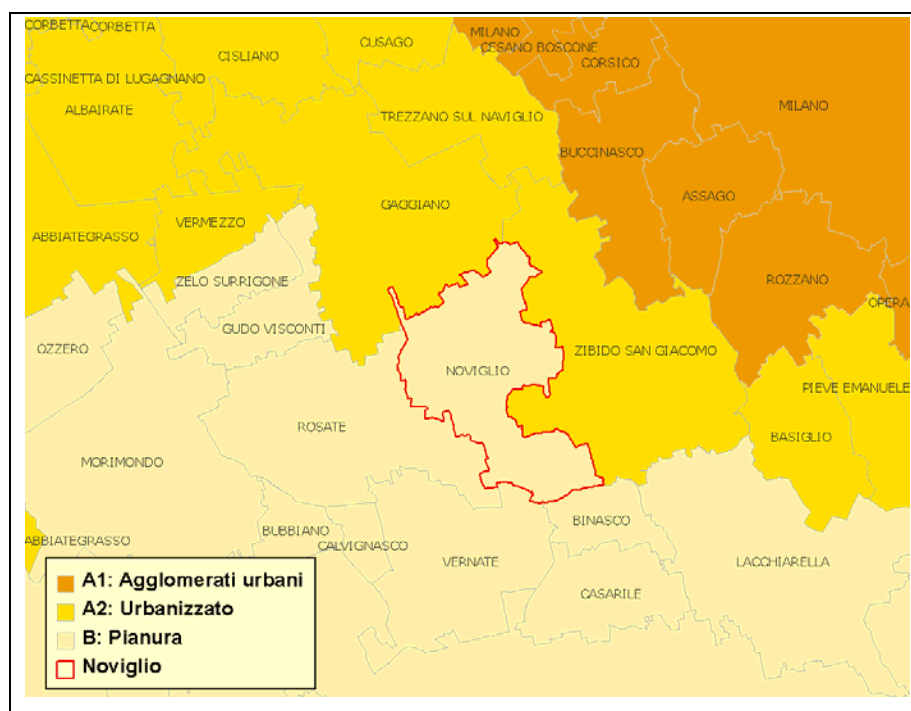 CORBETTA
CORBETTA
CUSAGO
MILANO
CISLIANO
CESANO BOSCONE
CORSICO
CASSINETTA DI LUGAGNANO
ALBAIRATE
MILANO
TREZZANO SUL NAVIGLIO
BUCCINASCO
ASSAGO
GAGGIANO
VERMEZZO
ABBIATEGRASSO
ZELO SURRIGONE
ROZZANO
OPERA
GUDO VISCONTI
OZZERO
ZIBIDO SAN GIACOMO
NOVIGLIO
PIEVE EMANUELE
ROSATE
BASIGLIO
MORIMONDO
BINASCO
BUBBIANO
ABBIATEGRASSO
CALVIGNASCO
VERNATE
LACCHIARELLA
CASARILE
A1: Agglomerati urbani
A2: Urbanizzato
B: Pianura
Noviglio